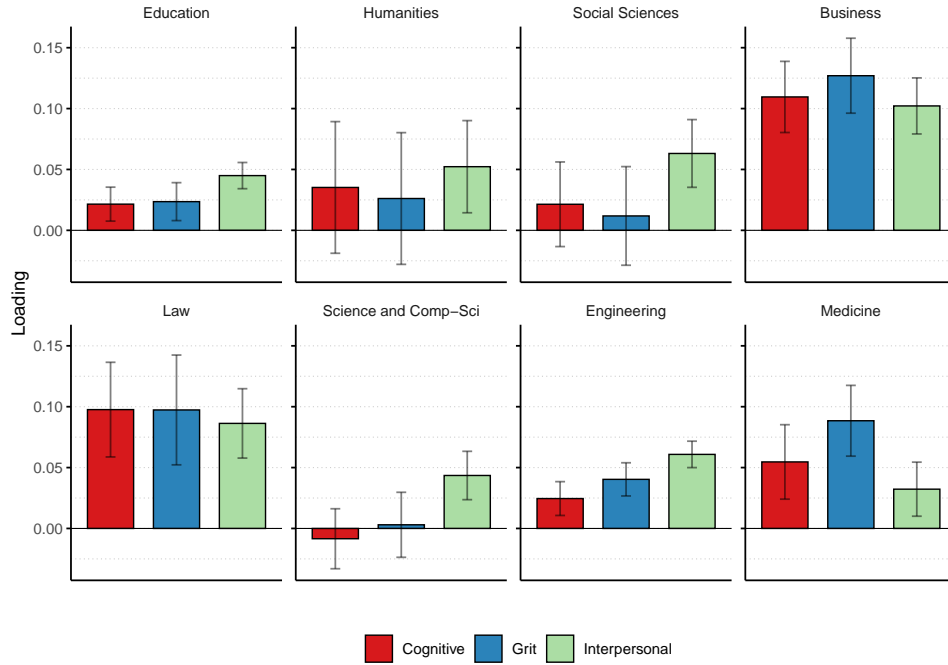 Education Humanities Social Sciences Business
0.15
0.10
0.05
0.00
Loading
Law Science and Comp−Sci Engineering Medicine
0.15
0.10
0.05
0.00
Cognitive Grit Interpersonal